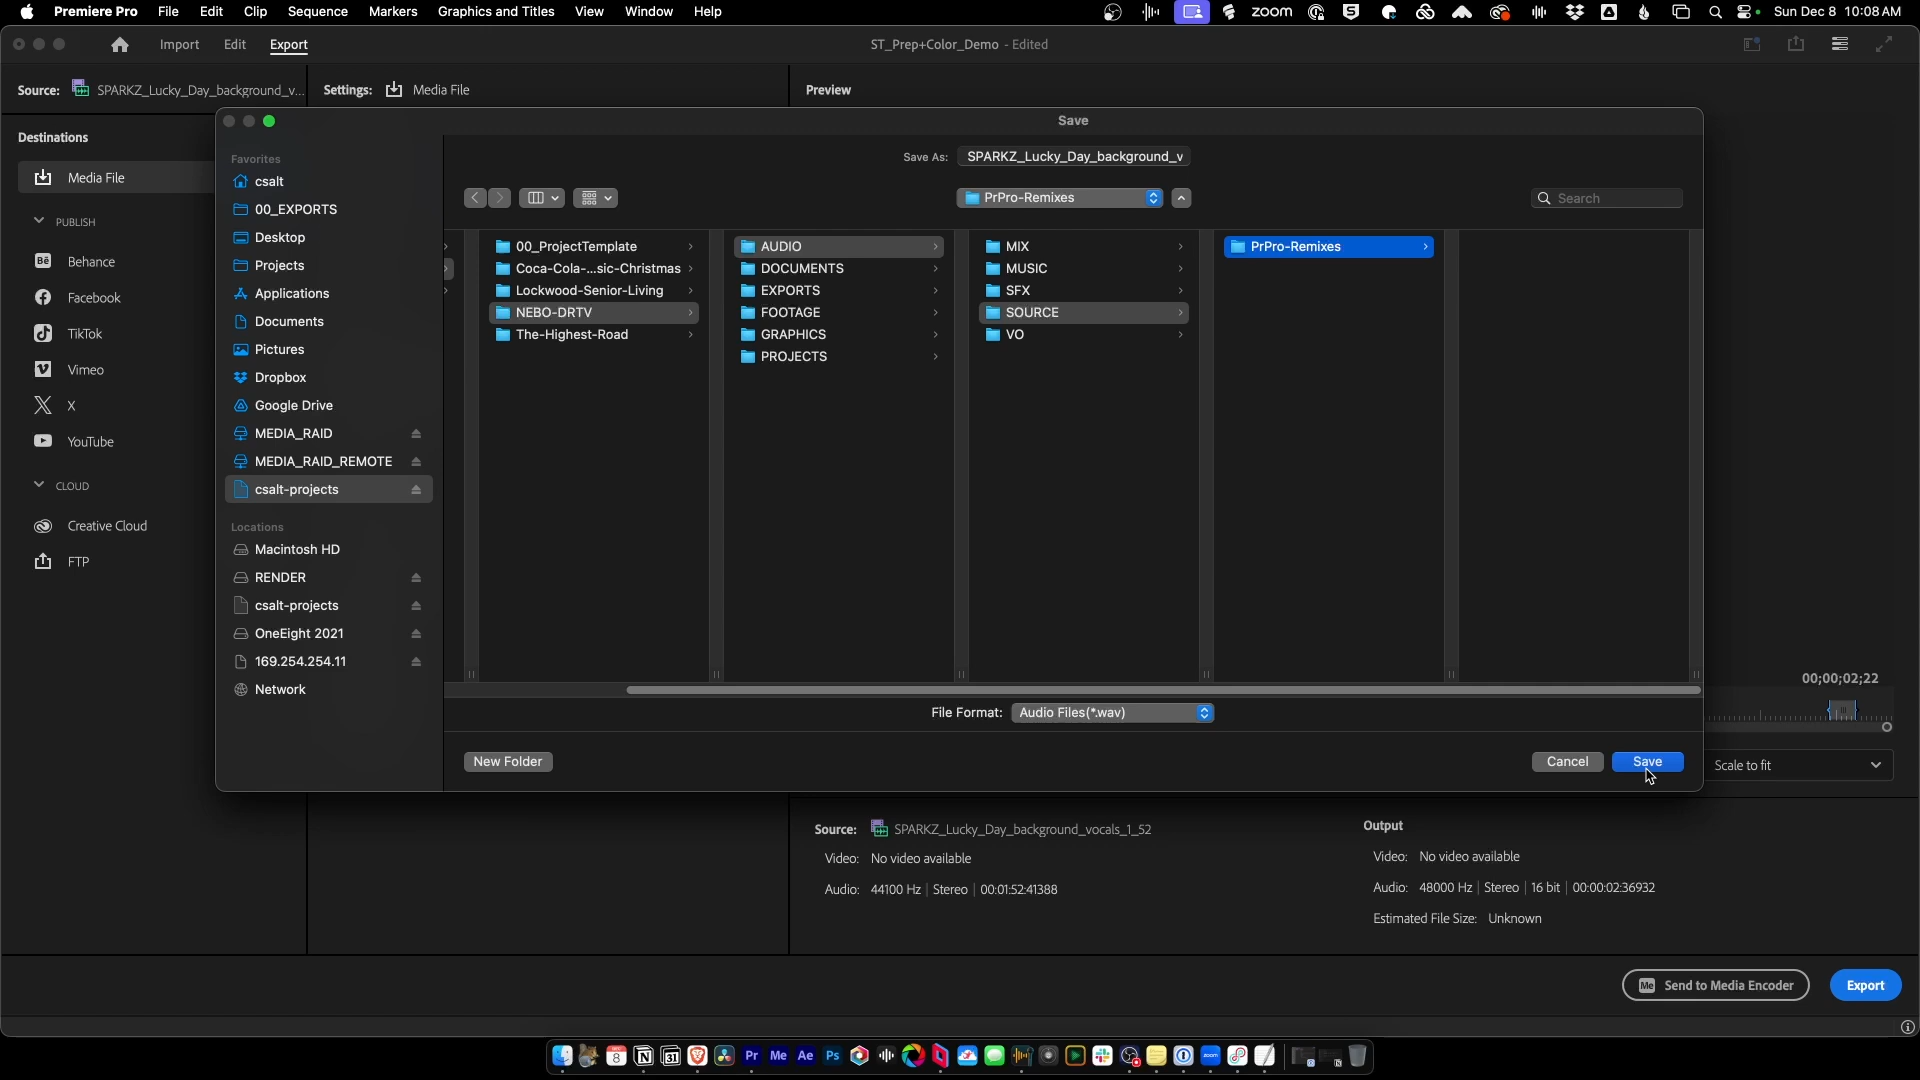 Premiere Pro File Edit Clip Sequence Markers Graphics and Titles View Window Help zoom Sun Dec 8 10:08 AM
Import Edit Export ST_Prep+Color_Demo - Edited
Source: SPARKZ_Lucky_Day_background_v... Settings: Media File Preview
Save
Destinations
Media File
PUBLISH
Behance
Facebook
TikTok
Vimeo
X
YouTube
CLOUD
Creative Cloud
FTP
Favorites
csalt
00_EXPORTS
Desktop
Projects
Applications
Documents
Pictures
Dropbox
Google Drive
MEDIA_RAID
MEDIA_RAID_REMOTE
csalt-projects
Locations
Macintosh HD
RENDER
csalt-projects
OneEight 2021
169.254.254.11
Network
Save As: SPARKZ_Lucky_Day_background_v
PrPro-Remixes
Search
00_ProjectTemplate
Coca-Cola-...sic-Christmas
Lockwood-Senior-Living
NEBO-DRTV
The-Highest-Road
AUDIO
DOCUMENTS
EXPORTS
FOOTAGE
GRAPHICS
PROJECTS
MIX
MUSIC
SFX
SOURCE
VO
PrPro-Remixes
File Format: Audio Files(*.wav)
New Folder Cancel Save
00;00;02;22
Scale to fit
Source: SPARKZ_Lucky_Day_background_vocals_1_52
Video: No video available
Audio: 44100 Hz | Stereo | 00:01:52:41388
Output
Video: No video available
Audio: 48000 Hz | Stereo | 16 bit | 00:00:02:36932
Estimated File Size: Unknown
Me Send to Media Encoder Export
8 31 Pr Me Ae Ps zoom